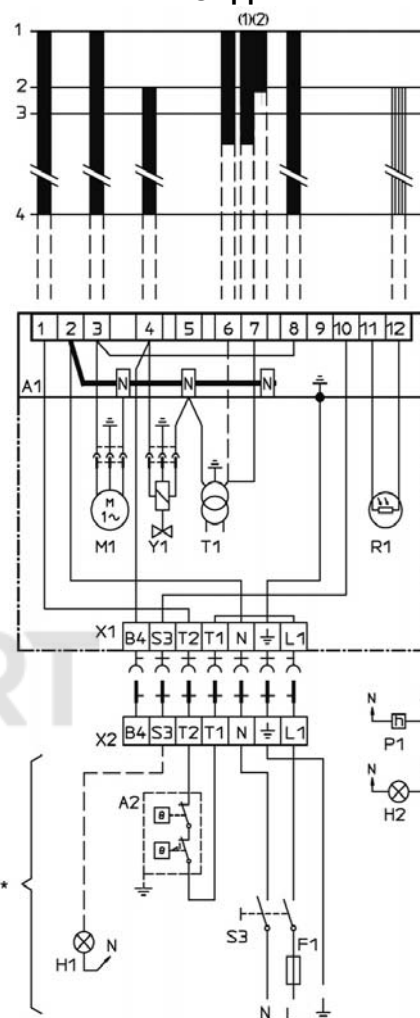 (1)(2)
1
2
3
4
1 2 3 4 5 6 7 8 9 10 11 12
A1 N N N
M
1~
M1 Y1 T1 R1
X1 B4 S3 T2 T1 N L1
RT
X2 B4 S3 T2 T1 N L1
N
h
P1
N
H2
A2
θ
θ
*
N
H1
S3 F1
N L